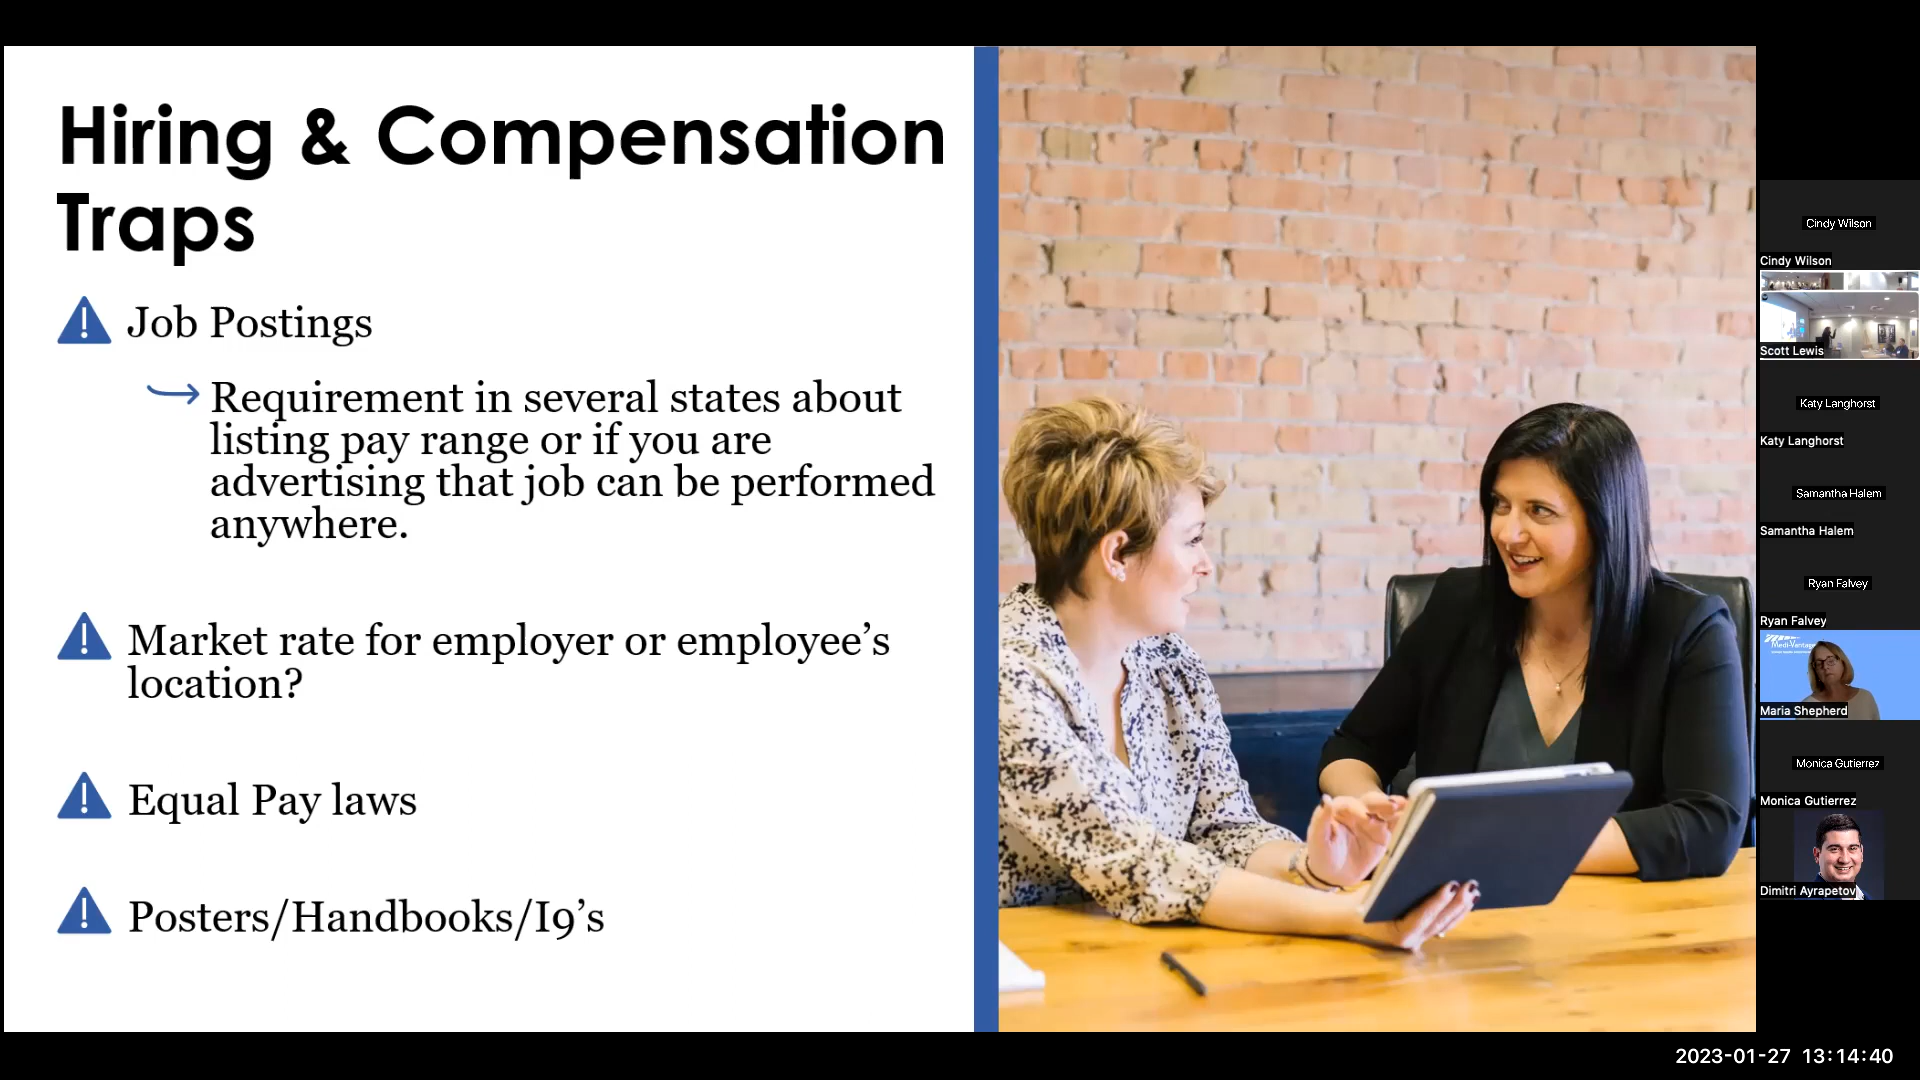 Hiring & Compensation
Traps
Job Postings
Requirement in several states about
listing pay range or if you are
advertising that job can be performed
anywhere.
Market rate for employer or employee’s
location?
Equal Pay laws
Posters/Handbooks/I9’s
Cindy Wilson
Cindy Wilson
Scott Lewis
Katy Langhorst
Katy Langhorst
Samantha Halem
Samantha Halem
Ryan Falvey
Ryan Falvey
Maria Shepherd
Monica Gutierrez
Monica Gutierrez
Dimitri Ayrapetov
2023-01-27 13:14:40